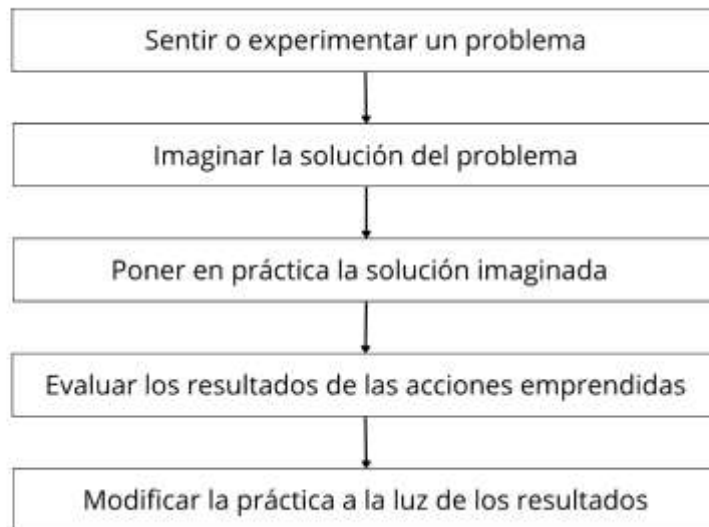 Sentir o experimentar un problema
Imaginar la solución del problema
Poner en práctica la solución imaginada
Evaluar los resultados de las acciones emprendidas
Modificar la práctica a la luz de los resultados